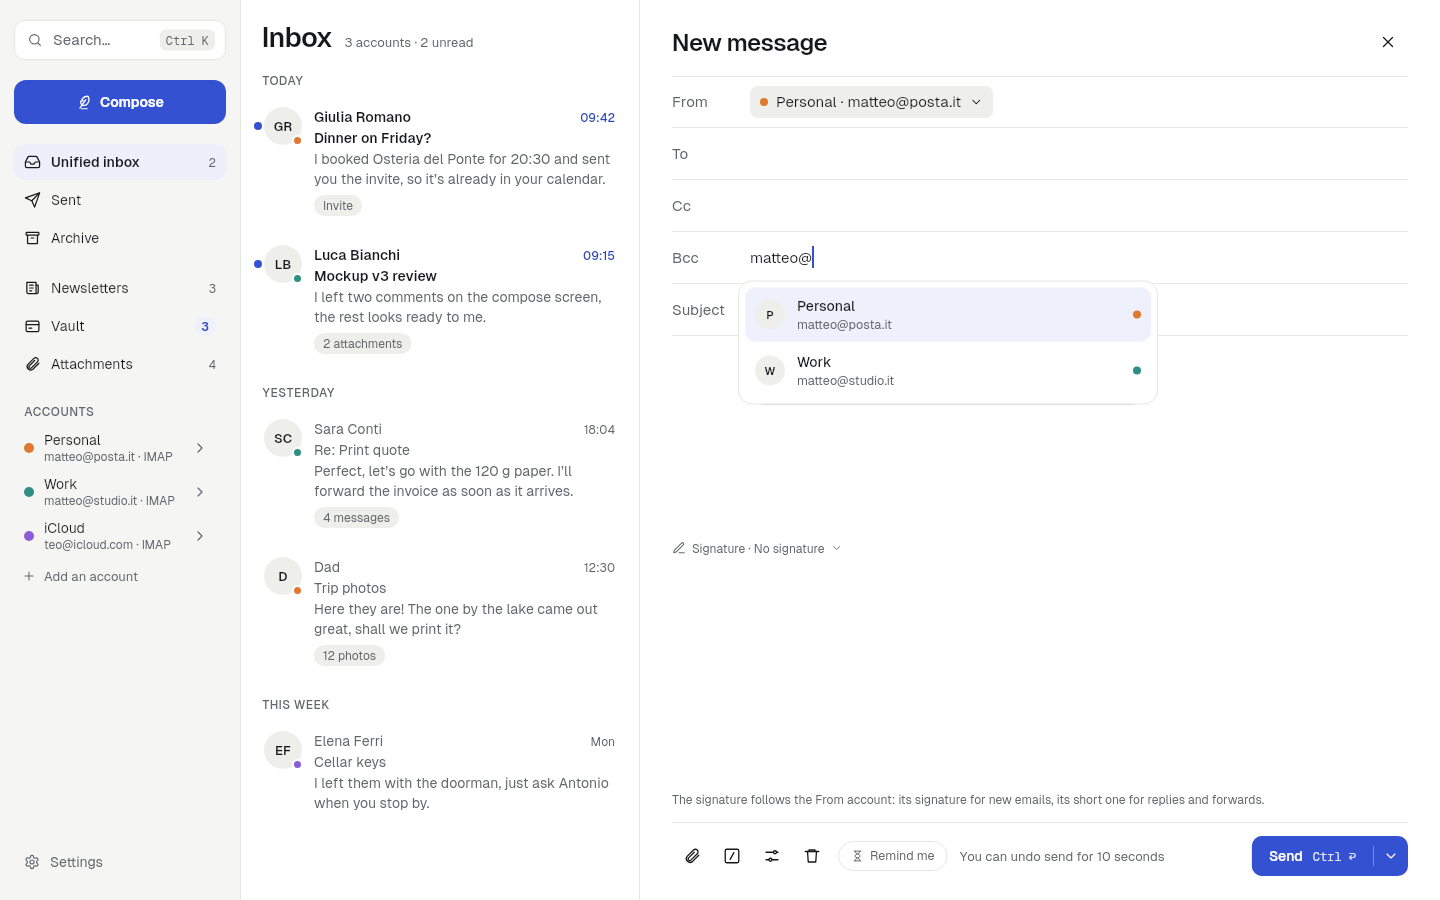 Search...
Ctrl K
Compose
Unified inbox
2
Sent
Archive
Newsletters
3
Vault
3
Attachments
4
ACCOUNTS
Personal
matteo@posta.it · IMAP
Work
matteo@studio.it · IMAP
iCloud
teo@icloud.com · IMAP
Add an account
Settings
Inbox
3 accounts · 2 unread
TODAY
GR
Giulia Romano
09:42
Dinner on Friday?
I booked Osteria del Ponte for 20:30 and sent
you the invite, so it's already in your calendar.
Invite
LB
Luca Bianchi
09:15
Mockup v3 review
I left two comments on the compose screen,
the rest looks ready to me.
2 attachments
YESTERDAY
SC
Sara Conti
18:04
Re: Print quote
Perfect, let's go with the 120 g paper. I'll
forward the invoice as soon as it arrives.
4 messages
D
Dad
12:30
Trip photos
Here they are! The one by the lake came out
great, shall we print it?
12 photos
THIS WEEK
EF
Elena Ferri
Mon
Cellar keys
I left them with the doorman, just ask Antonio
when you stop by.
New message
From
Personal · matteo@posta.it
To
Cc
Bcc
matteo@
Subject
P
Personal
matteo@posta.it
W
Work
matteo@studio.it
Signature · No signature
The signature follows the From account: its signature for new emails, its short one for replies and forwards.
Remind me
You can undo send for 10 seconds
Send
Ctrl